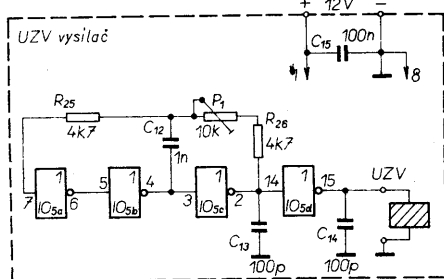 + 12V −
UZV vysílač
C15 100n
1 8
R25
4k7
C12
1n
P1
10k
R26
4k7
UZV
7 1 6 5 1 4 3 1 2 14 1 15
IO5a IO5b IO5c IO5d
C13
100p
C14
100p